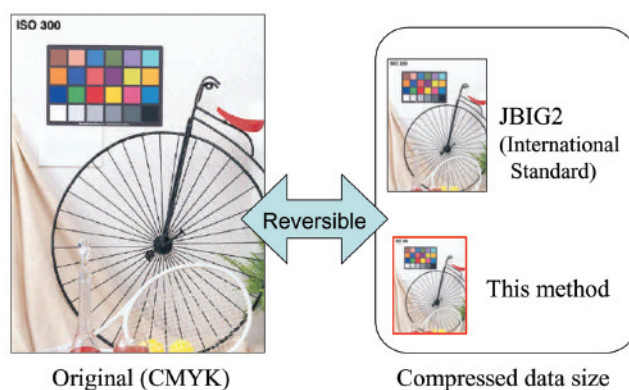 ISO 300
JBIG2
(International
Standard)
Reversible
This method
Original (CMYK)
Compressed data size